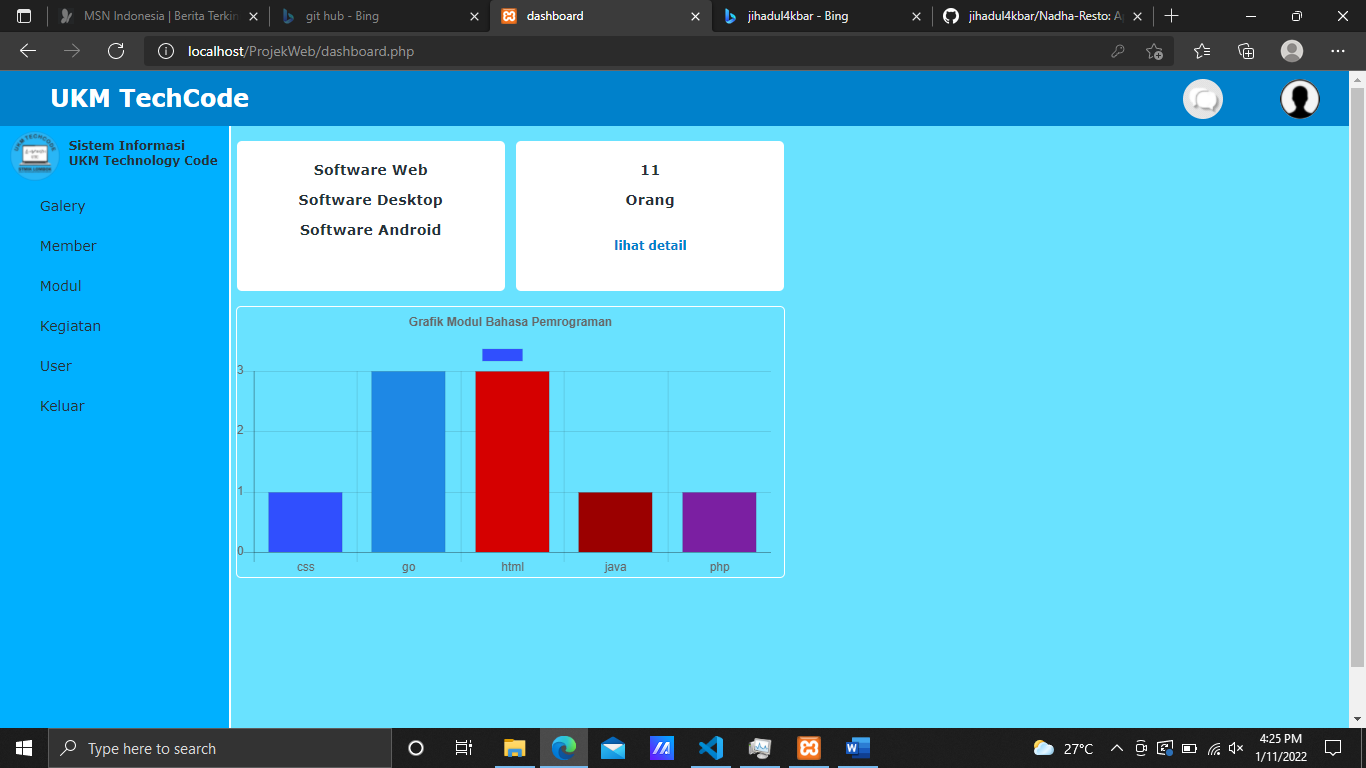 MSN Indonesia | Berita Terkin
git hub - Bing
dashboard
jihadul4kbar - Bing
jihadul4kbar/Nadha-Resto: A
localhost/ProjekWeb/dashboard.php
UKM TechCode
Sistem Informasi
UKM Technology Code
Galery
Member
Modul
Kegiatan
User
Keluar
Software Web
Software Desktop
Software Android
11
Orang
lihat detail
Grafik Modul Bahasa Pemrograman
3
2
1
0
css
go
html
java
php
Type here to search
27°C
4:25 PM
1/11/2022